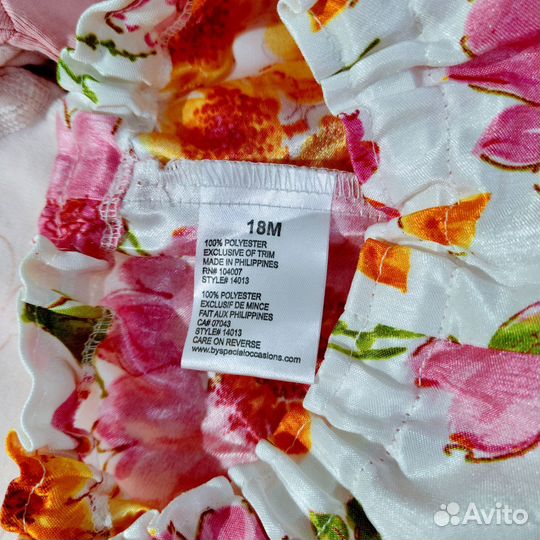 18M
100% POLYESTER
EXCLUSIVE OF TRIM
MADE IN PHILIPPINES
RN# 104007
STYLE# 14013
100% POLYESTER
EXCLUSIF DE MINCE
FAIT AUX PHILIPPINES
CA# 07043
STYLE# 14013
CARE ON REVERSE
www.byspecialoccasions.com
Avito